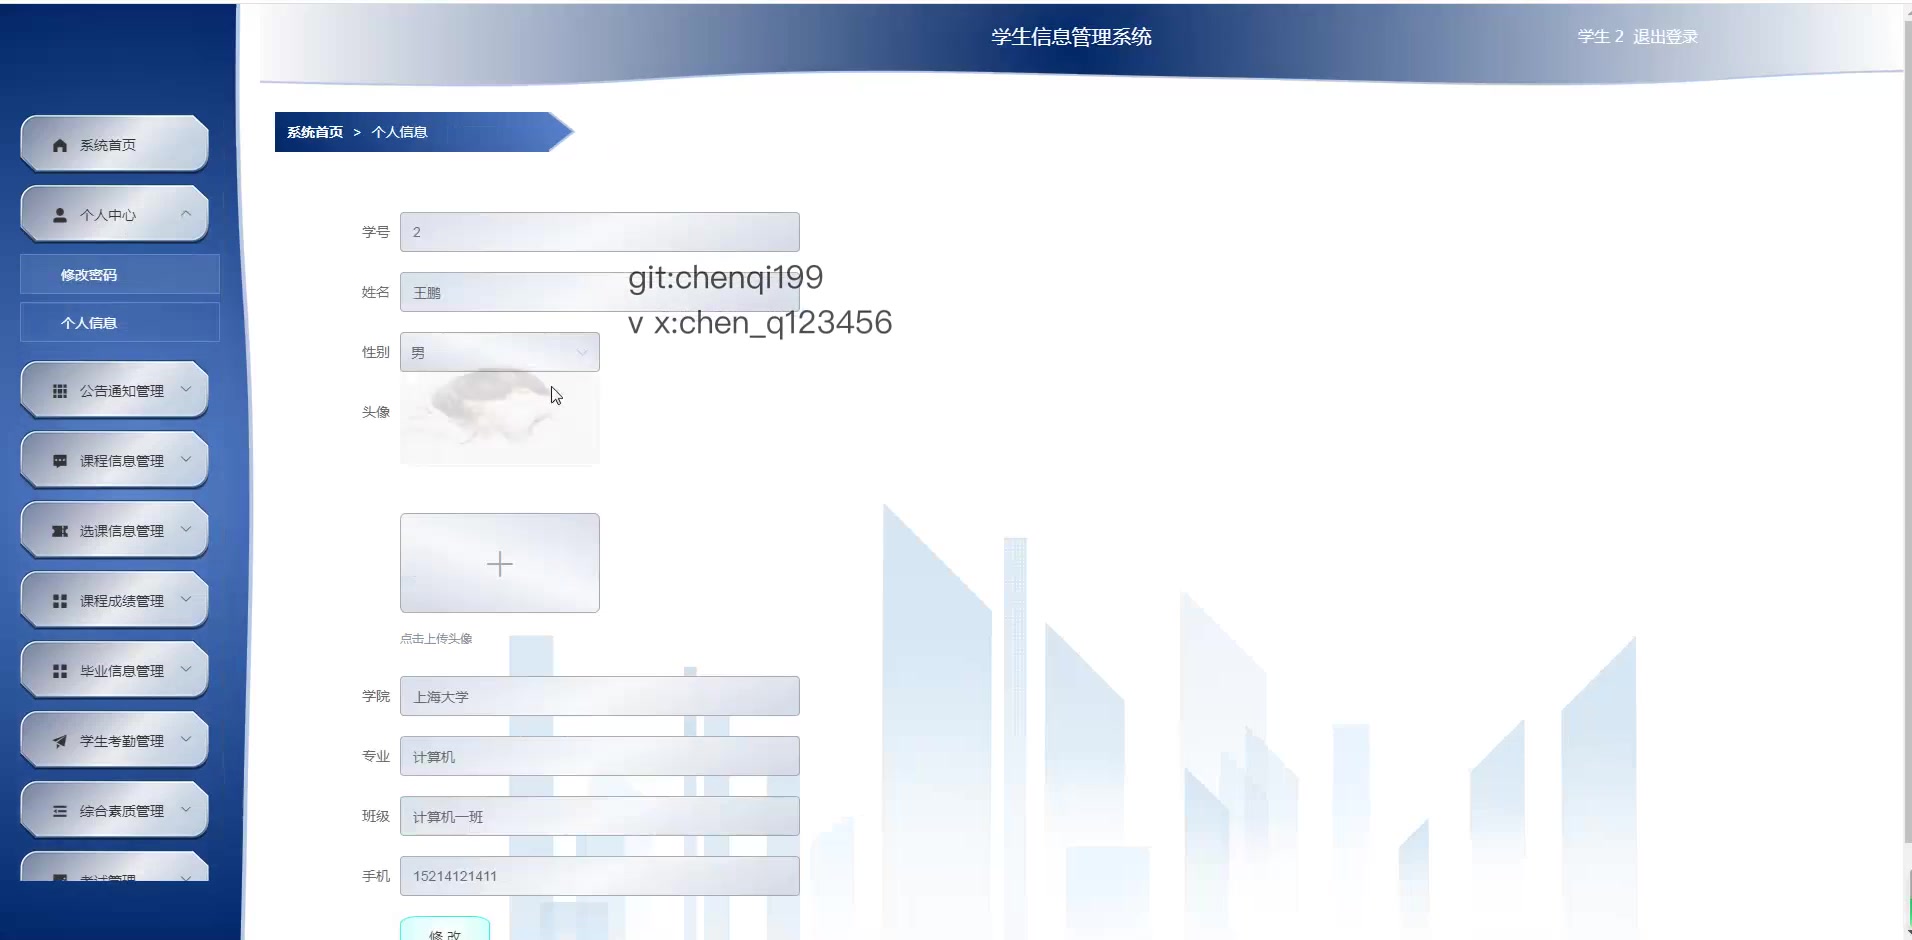 学生信息管理系统
学生 2 退出登录
系统首页 > 个人信息
系统首页
个人中心
修改密码
个人信息
公告通知管理
课程信息管理
选课信息管理
课程成绩管理
毕业信息管理
学生考勤管理
综合素质管理
考试管理
学号 2
git:chenqi199
姓名 王鹏
v x:chen_q123456
性别 男
头像
点击上传头像
学院 上海大学
专业 计算机
班级 计算机一班
手机 15214121411
修 改